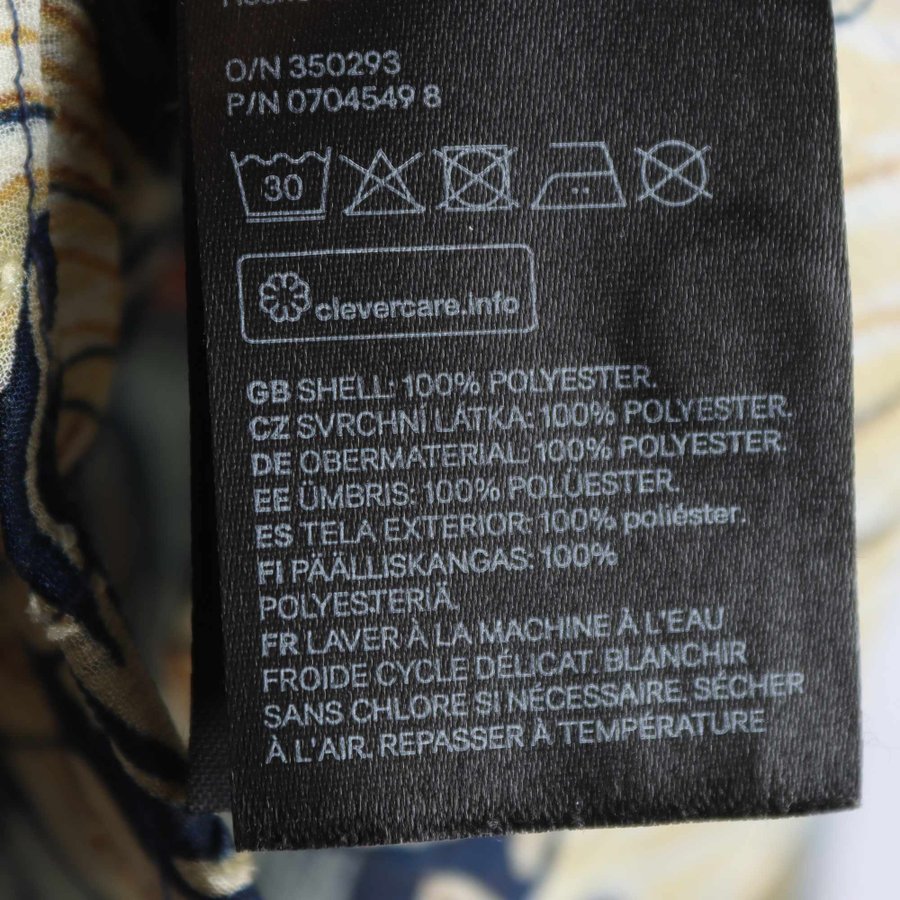 O/N 350293
P/N 0704549 8
30
clevercare.info
GB SHELL: 100% POLYESTER.
CZ SVRCHNÍ LÁTKA: 100% POLYESTER.
DE OBERMATERIAL: 100% POLYESTER.
EE ÜMBRIS: 100% POLÜESTER.
ES TELA EXTERIOR: 100% poliéster.
FI PÄÄLLISKANGAS: 100%
POLYESTERIÄ.
FR LAVER À LA MACHINE À L'EAU
FROIDE CYCLE DÉLICAT. BLANCHIR
SANS CHLORE SI NÉCESSAIRE. SÉCHER
À L'AIR. REPASSER À TEMPÉRATURE